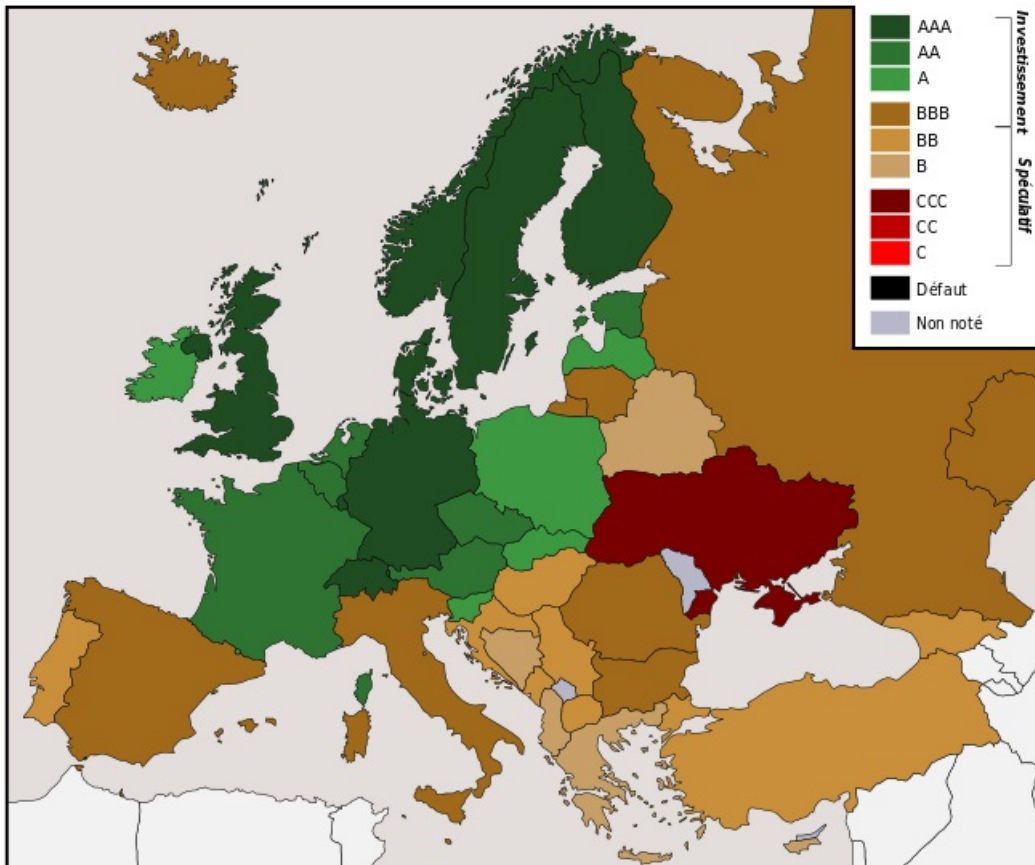 AAA
AA
A
BBB
BB
B
CCC
CC
C
Défaut
Non noté
Investissement
Spéculatif